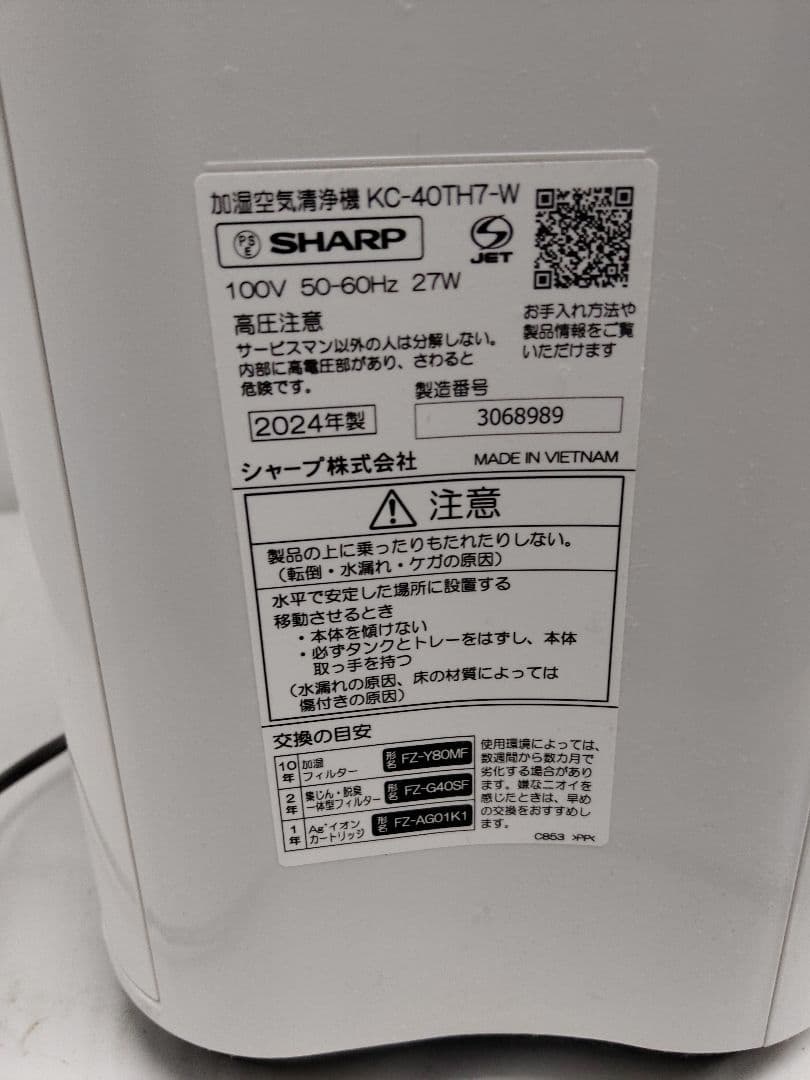 加湿空気清浄機 KC-40TH7-W
PSE SHARP
JET
100V 50-60Hz 27W
高圧注意
サービスマン以外の人は分解しない。
内部に高電圧部があり、さわると
危険です。
お手入れ方法や
製品情報をご覧
いただけます
2024年製
製造番号
3068989
シャープ株式会社
MADE IN VIETNAM
注意
製品の上に乗ったりもたれたりしない。
（転倒・水漏れ・ケガの原因）
水平で安定した場所に設置する
移動させるとき
・本体を傾けない
・必ずタンクとトレーをはずし、本体
取っ手を持つ
（水漏れの原因、床の材質によっては
傷付きの原因）
交換の目安
10年 加湿フィルター 形名 FZ-Y80MF
2年 集じん・脱臭一体型フィルター 形名 FZ-G40SF
1年 Ag⁺イオンカートリッジ 形名 FZ-AG01K1
使用環境によっては、
数週間から数カ月で
劣化する場合があり
ます。嫌なニオイを
感じたときは、早め
の交換をおすすめし
ます。
C853 >PP<